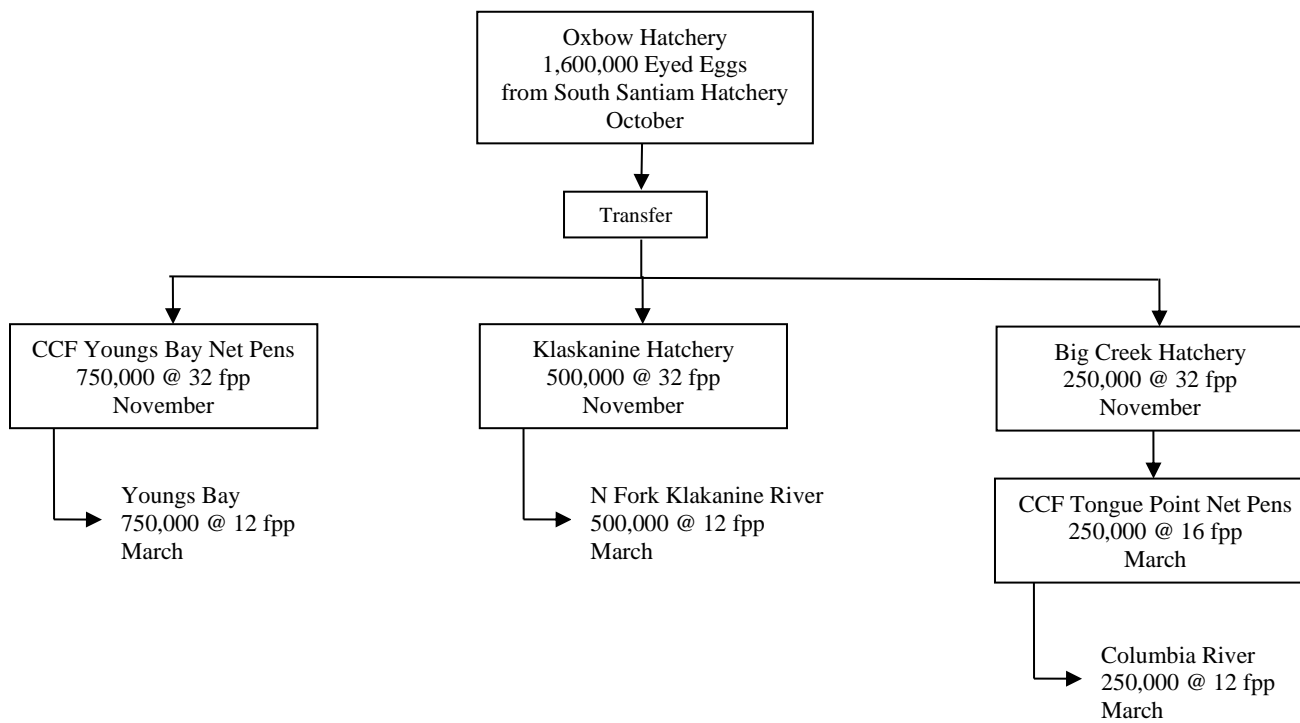 Oxbow Hatchery
1,600,000 Eyed Eggs
from South Santiam Hatchery
October
Transfer
CCF Youngs Bay Net Pens
750,000 @ 32 fpp
November
Klaskanine Hatchery
500,000 @ 32 fpp
November
Big Creek Hatchery
250,000 @ 32 fpp
November
Youngs Bay
750,000 @ 12 fpp
March
N Fork Klakanine River
500,000 @ 12 fpp
March
CCF Tongue Point Net Pens
250,000 @ 16 fpp
March
Columbia River
250,000 @ 12 fpp
March